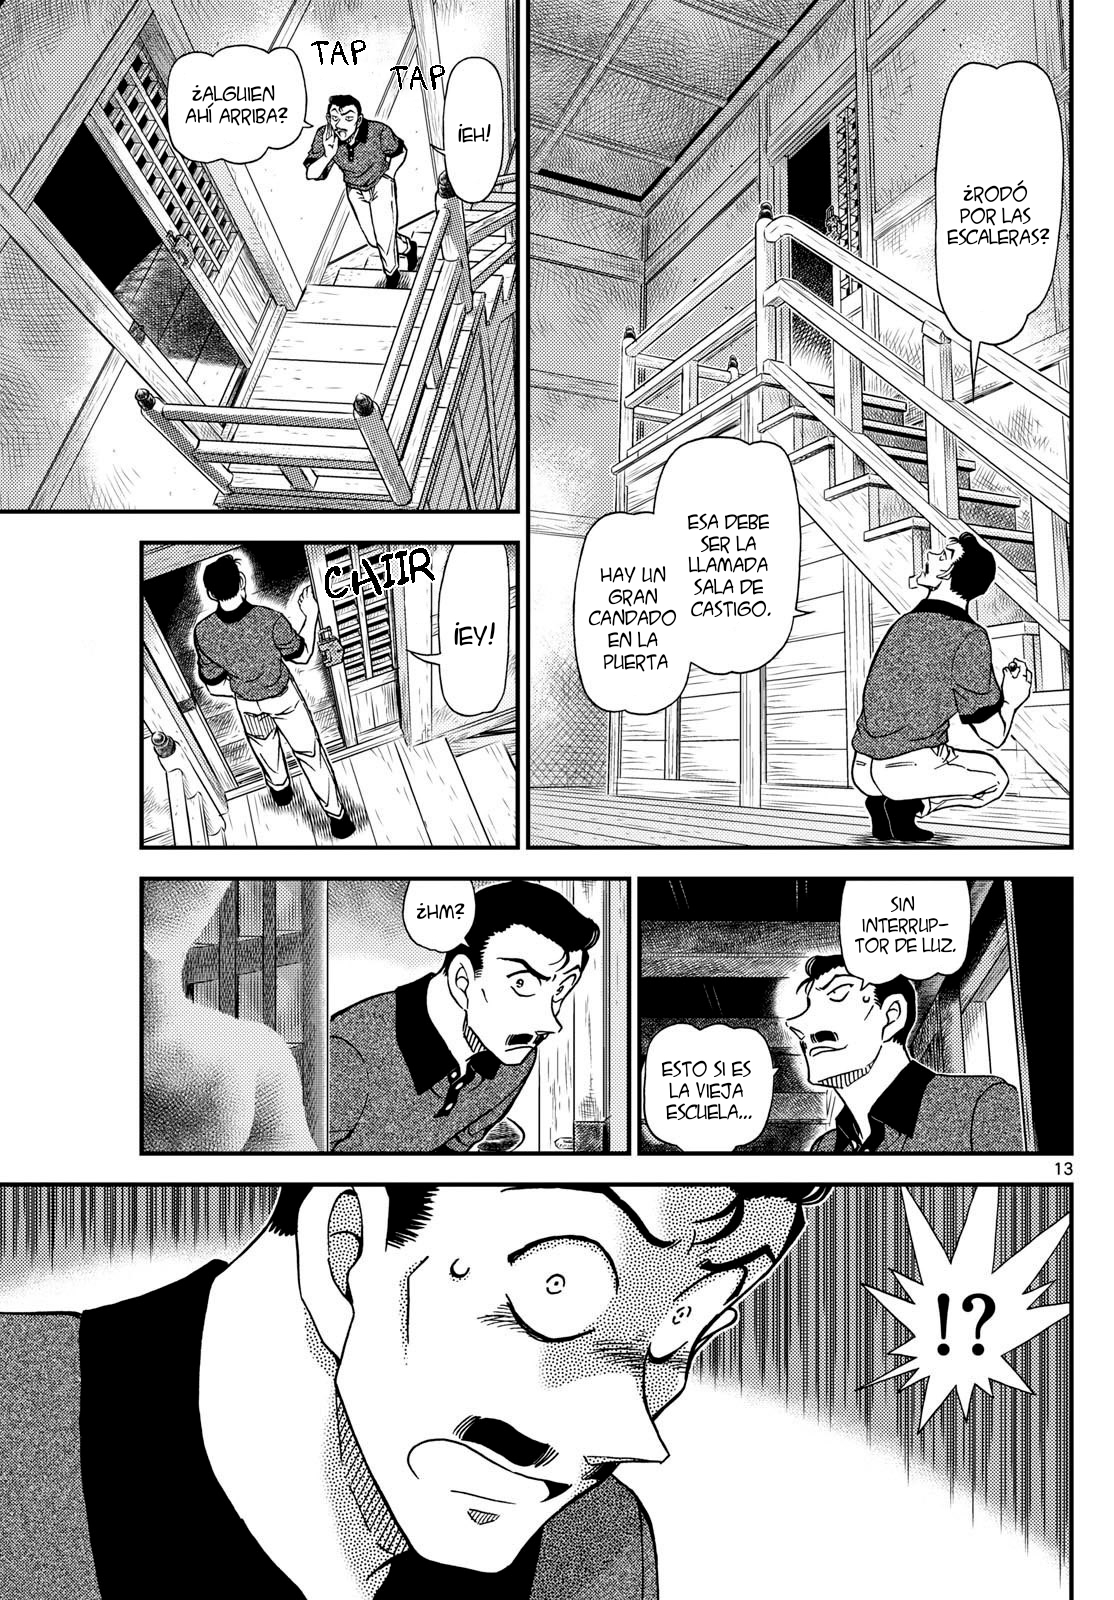 ¿RODÓ
POR LAS
ESCALERAS?
ESA DEBE
SER LA
LLAMADA
SALA DE
CASTIGO.
HAY UN
GRAN
CANDADO
EN LA
PUERTA
TAP
TAP
¡EH!
¿ALGUIEN
AHÍ ARRIBA?
¡EY!
CHIIR
SIN
INTERRUP-
TOR DE LUZ.
ESTO SI ES
LA VIEJA
ESCUELA...
¿HM?
13
!?